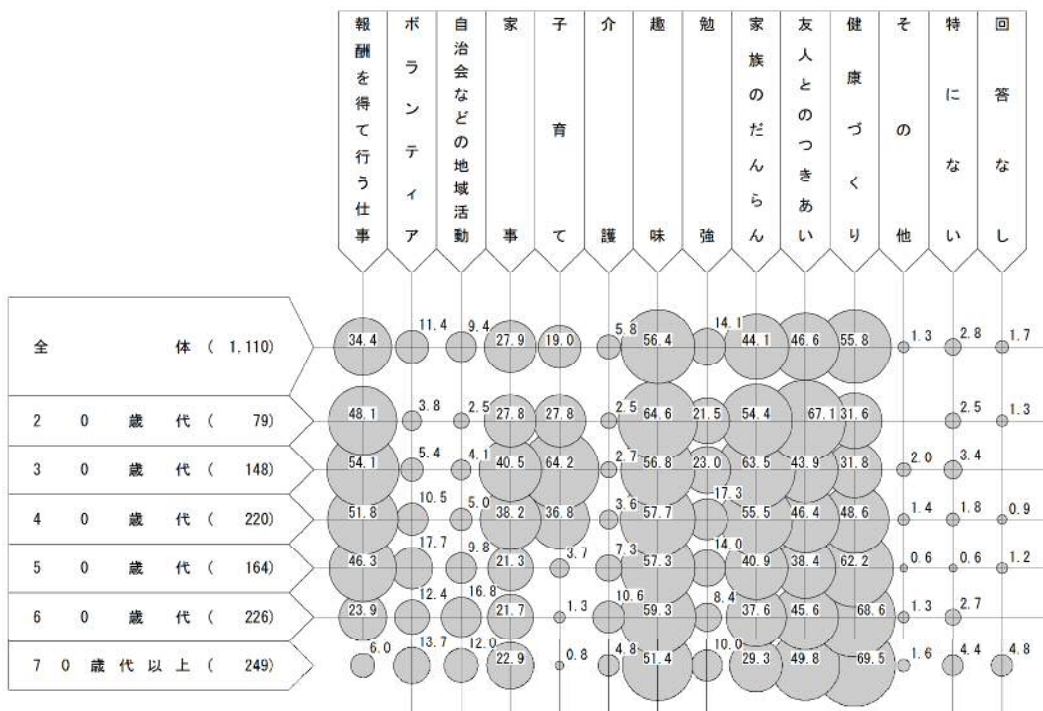 報酬を得て行う仕事
ボランティア
自治会などの地域活動
家事
子育て
介護
趣味
勉強
家族のだんらん
友人とのつきあい
健康づくり
その他
特にない
回答なし
全体(1,110) 34.4 11.4 9.4 27.9 19.0 5.8 56.4 14.1 44.1 46.6 55.8 1.3 2.8 1.7
20歳代(79) 48.1 3.8 2.5 27.8 27.8 2.5 64.6 21.5 54.4 67.1 31.6 2.5 1.3
30歳代(148) 54.1 5.4 4.1 40.5 64.2 2.7 56.8 23.0 63.5 43.9 31.8 2.0 3.4
40歳代(220) 51.8 10.5 5.0 38.2 36.8 3.6 57.7 17.3 55.5 46.4 48.6 1.4 1.8 0.9
50歳代(164) 46.3 17.7 9.8 21.3 3.7 7.3 57.3 14.0 40.9 38.4 62.2 0.6 0.6 1.2
60歳代(226) 23.9 12.4 16.8 21.7 1.3 10.6 59.3 8.4 37.6 45.6 68.6 1.3 2.7
70歳代以上(249) 6.0 13.7 12.0 22.9 0.8 4.8 51.4 10.0 29.3 49.8 69.5 1.6 4.4 4.8